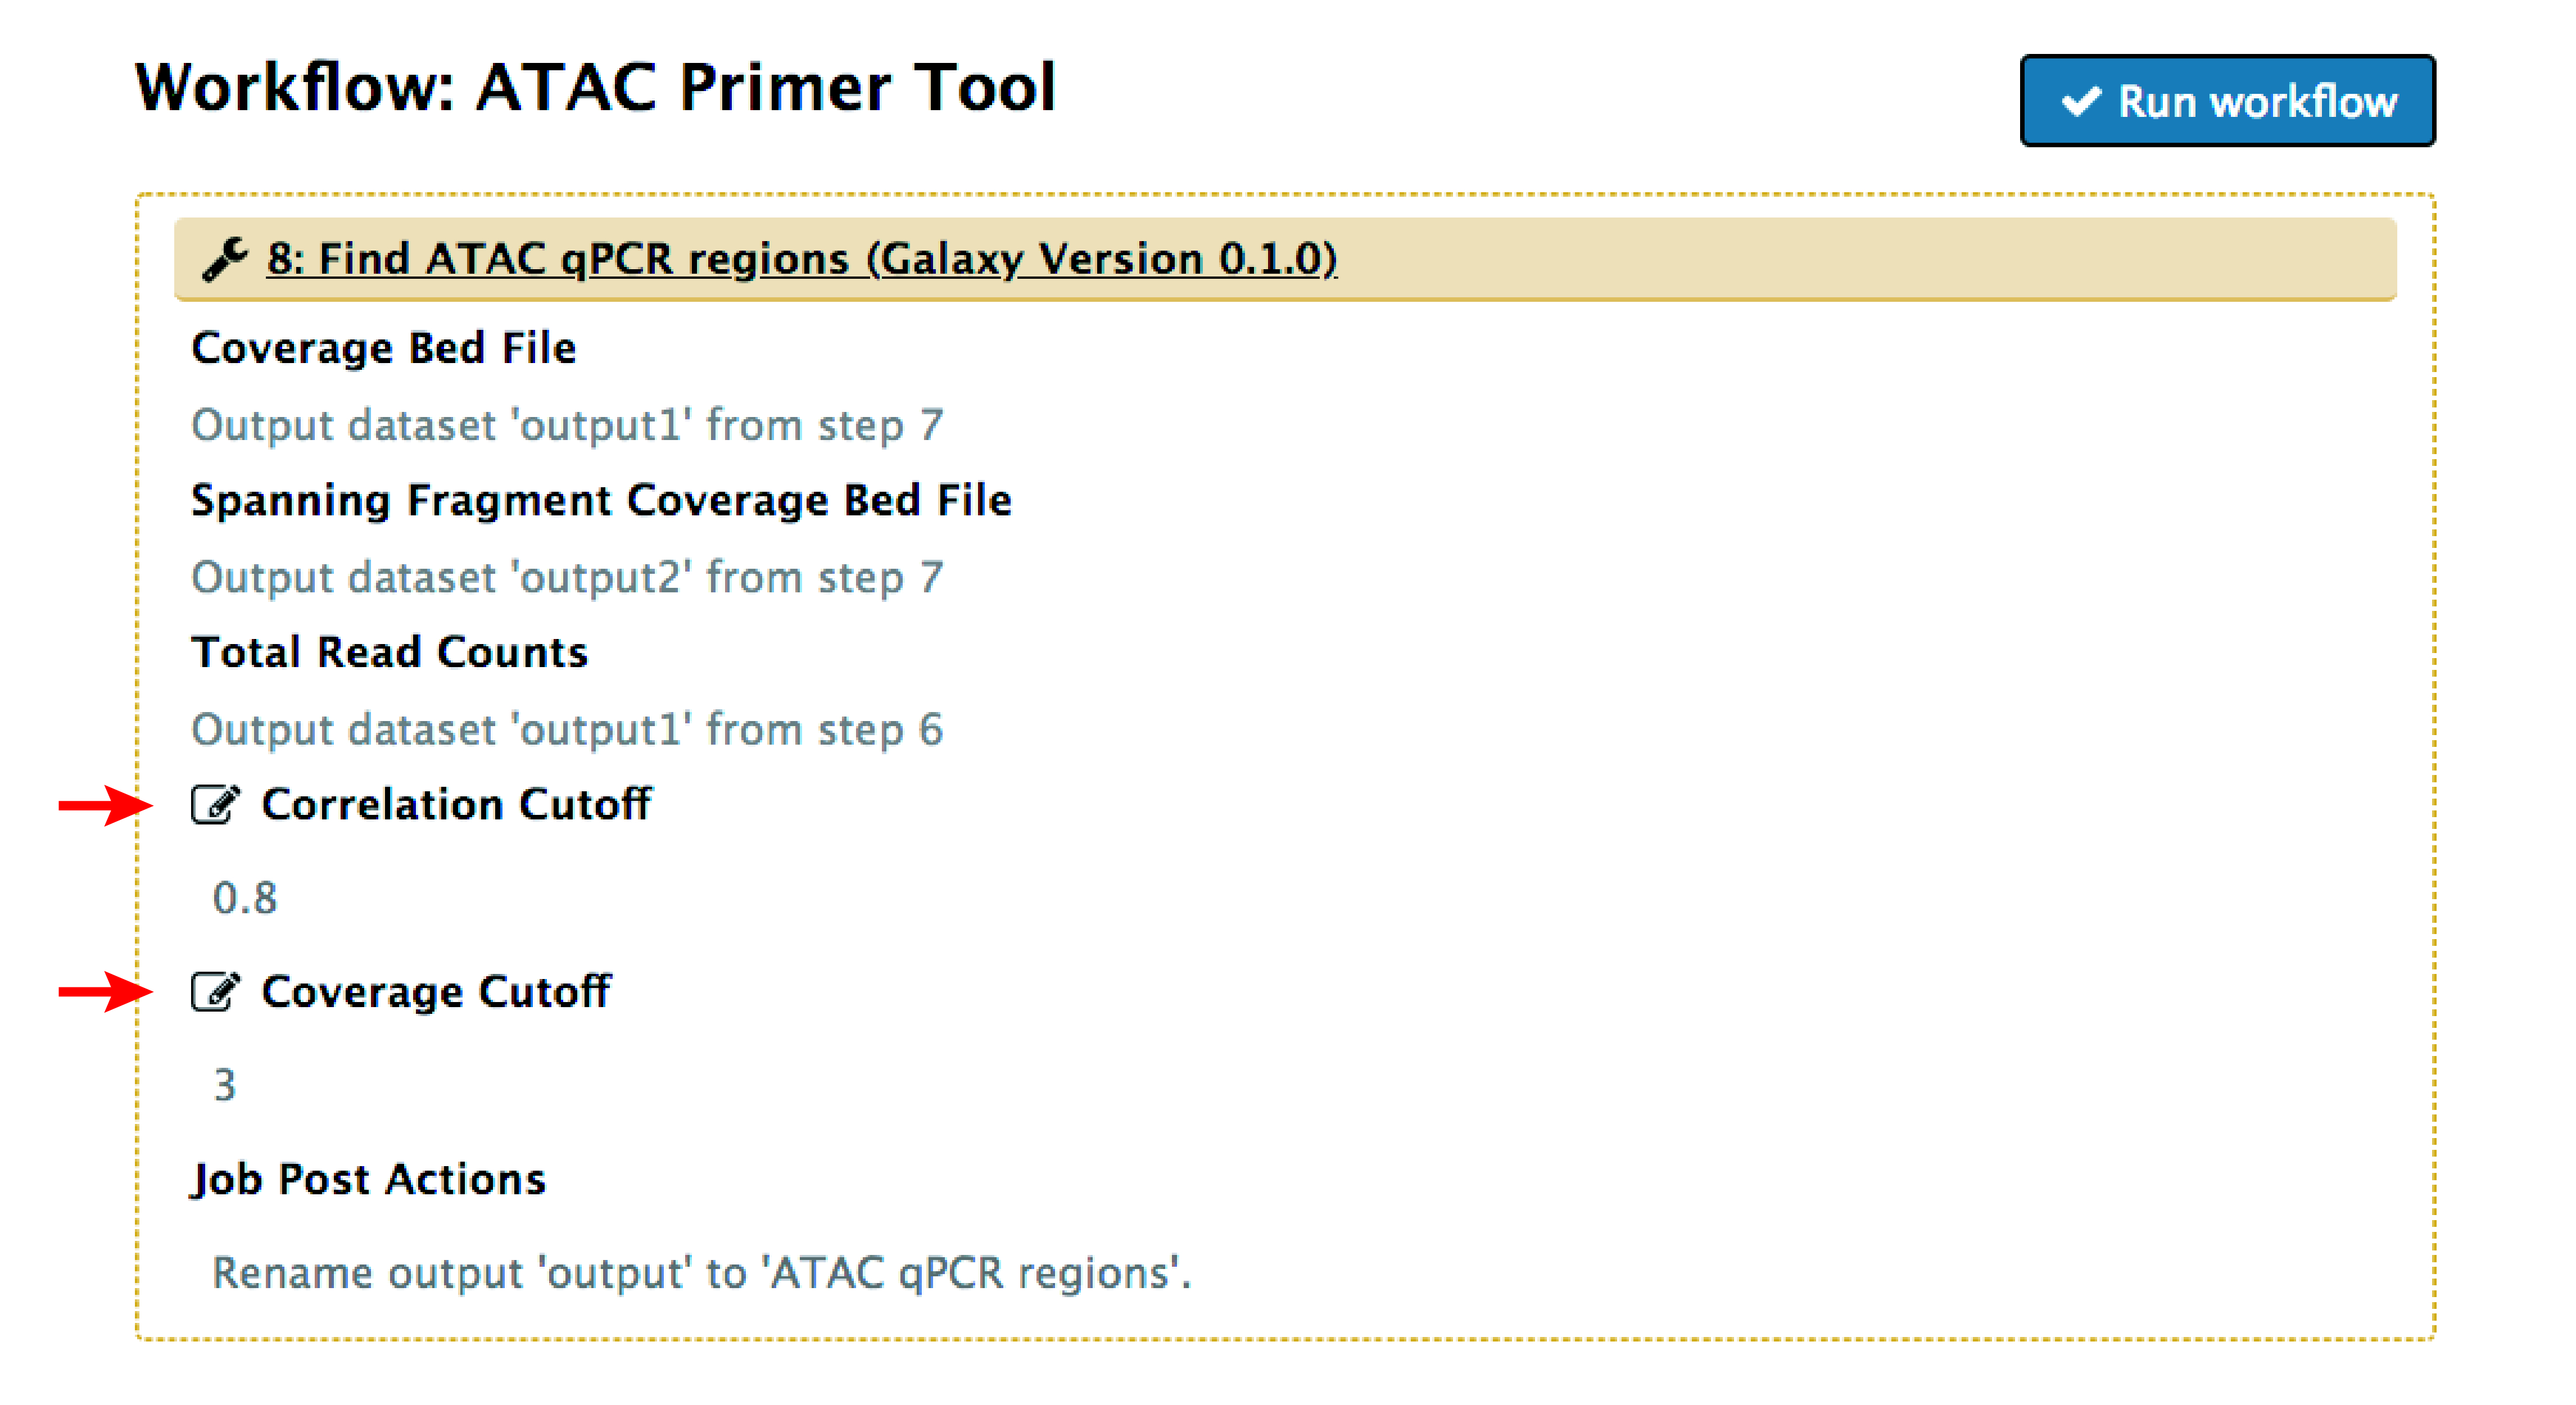 Workflow: ATAC Primer Tool
Run workflow
8: Find ATAC qPCR regions (Galaxy Version 0.1.0)
Coverage Bed File
Output dataset 'output1' from step 7
Spanning Fragment Coverage Bed File
Output dataset 'output2' from step 7
Total Read Counts
Output dataset 'output1' from step 6
Correlation Cutoff
0.8
Coverage Cutoff
3
Job Post Actions
Rename output 'output' to 'ATAC qPCR regions'.